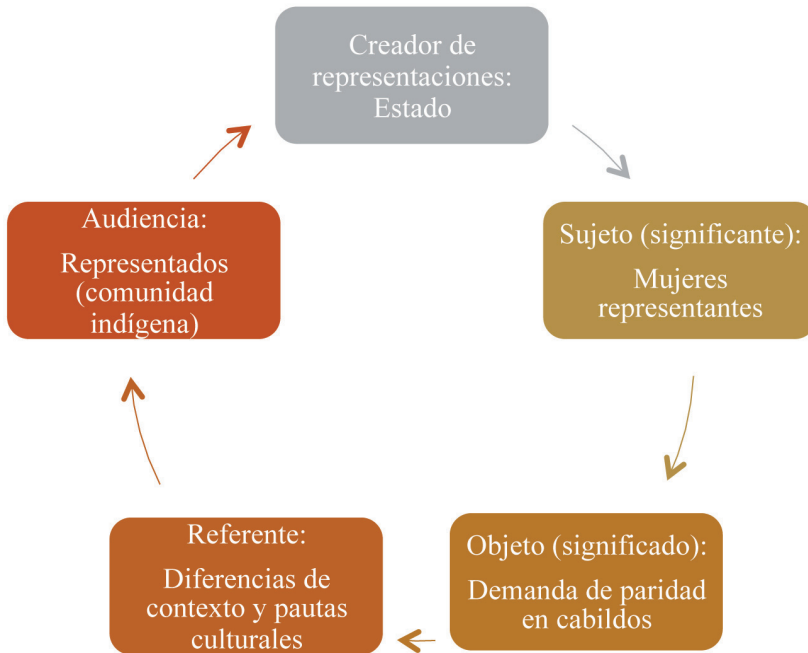 Creador de
representaciones:
Estado
Sujeto (significante):
Mujeres
representantes
Objeto (significado):
Demanda de paridad
en cabildos
Referente:
Diferencias de
contexto y pautas
culturales
Audiencia:
Representados
(comunidad
indígena)